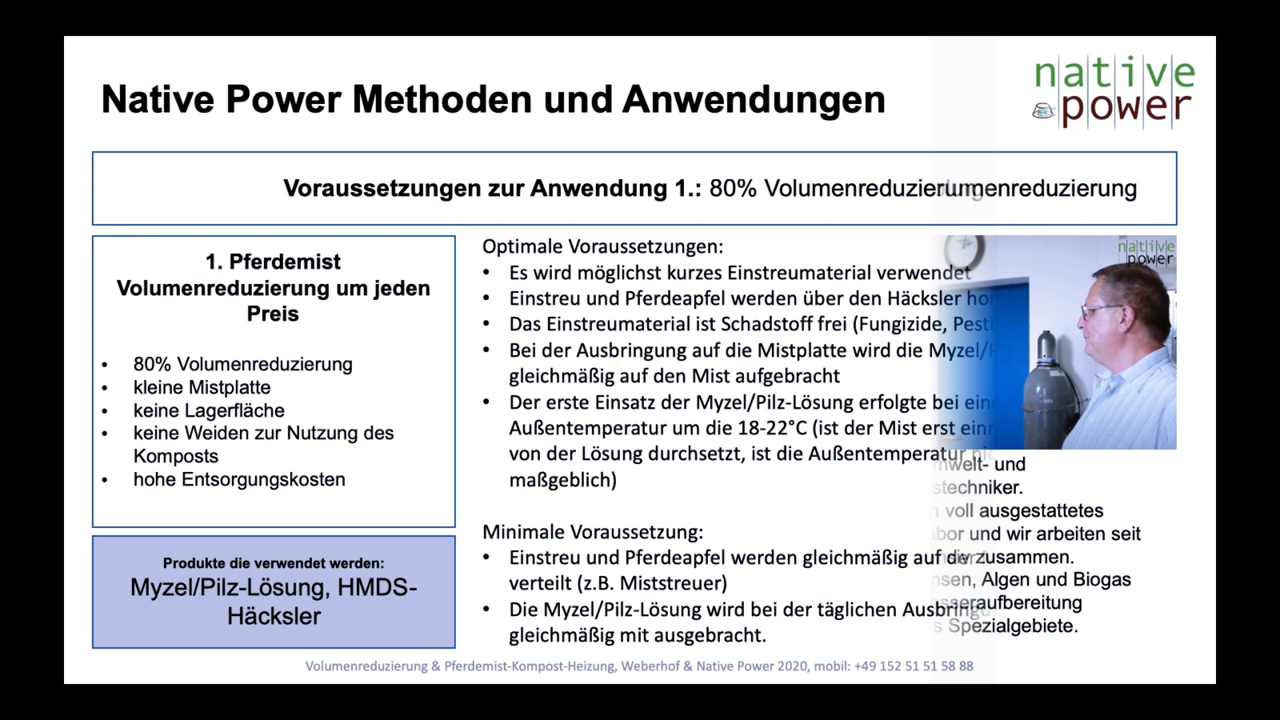 Native Power Methoden und Anwendungen
native
power
Voraussetzungen zur Anwendung 1.: 80% Volumenreduzierumenreduzierung
1. Pferdemist
Volumenreduzierung um jeden
Preis
• 80% Volumenreduzierung
• kleine Mistplatte
• keine Lagerfläche
• keine Weiden zur Nutzung des
Komposts
• hohe Entsorgungskosten
Produkte die verwendet werden:
Myzel/Pilz-Lösung, HMDS-
Häcksler
Optimale Voraussetzungen:
• Es wird möglichst kurzes Einstreumaterial verwendet
• Einstreu und Pferdeapfel werden über den Häcksler
• Das Einstreumaterial ist Schadstoff frei (Fungizide,
• Bei der Ausbringung auf die Mistplatte wird die Myzel/
gleichmäßig auf den Mist aufgebracht
• Der erste Einsatz der Myzel/Pilz-Lösung erfolgte bei
Außentemperatur um die 18-22°C (ist der Mist erst
von der Lösung durchsetzt, ist die Außentemperatur
maßgeblich)
Minimale Voraussetzung:
• Einstreu und Pferdeapfel werden gleichmäßig auf
verteilt (z.B. Miststreuer)
• Die Myzel/Pilz-Lösung wird bei der täglichen
gleichmäßig mit ausgebracht.
native
power
mwelt- und
stechniker.
voll ausgestattetes
und wir arbeiten seit
zusammen.
Algen und Biogas
sseraufbereitung
Spezialgebiete.
Volumenreduzierung & Pferdemist-Kompost-Heizung, Weberhof & Native Power 2020, mobil: +49 152 51 51 58 88